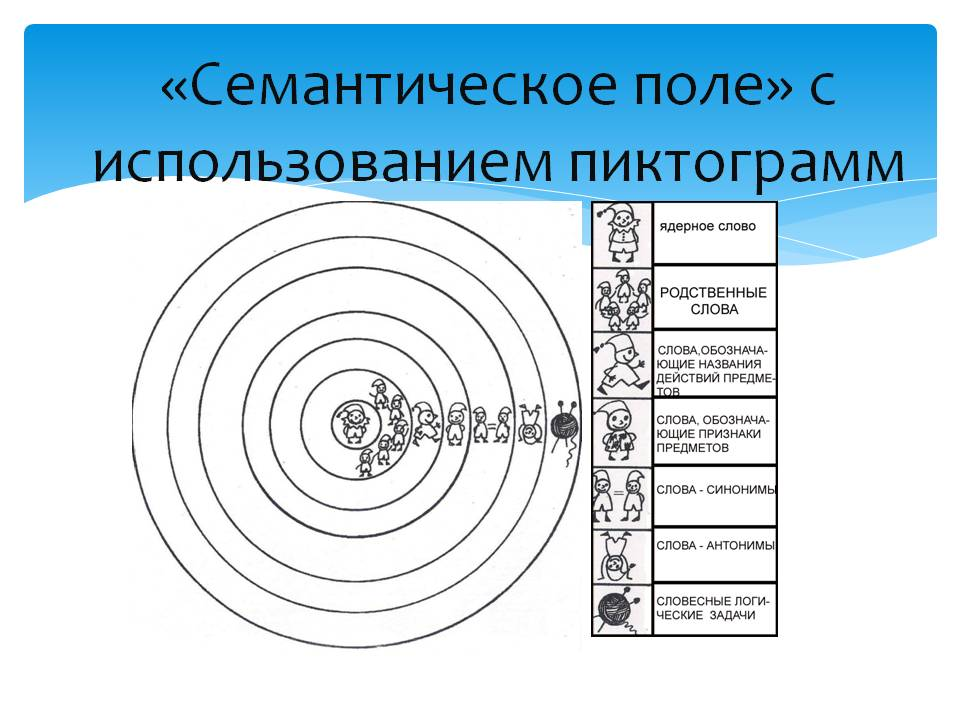 «Семантическое поле» с
использованием пиктограмм
ядерное слово
РОДСТВЕННЫЕ
СЛОВА
СЛОВА,ОБОЗНАЧА-
ЮЩИЕ НАЗВАНИЯ
ДЕЙСТВИЙ ПРЕДМЕ-
ТОВ
СЛОВА, ОБОЗНАЧА-
ЮЩИЕ ПРИЗНАКИ
ПРЕДМЕТОВ
=
=
СЛОВА - СИНОНИМЫ
СЛОВА - АНТОНИМЫ
СЛОВЕСНЫЕ ЛОГИ-
ЧЕСКИЕ ЗАДАЧИ